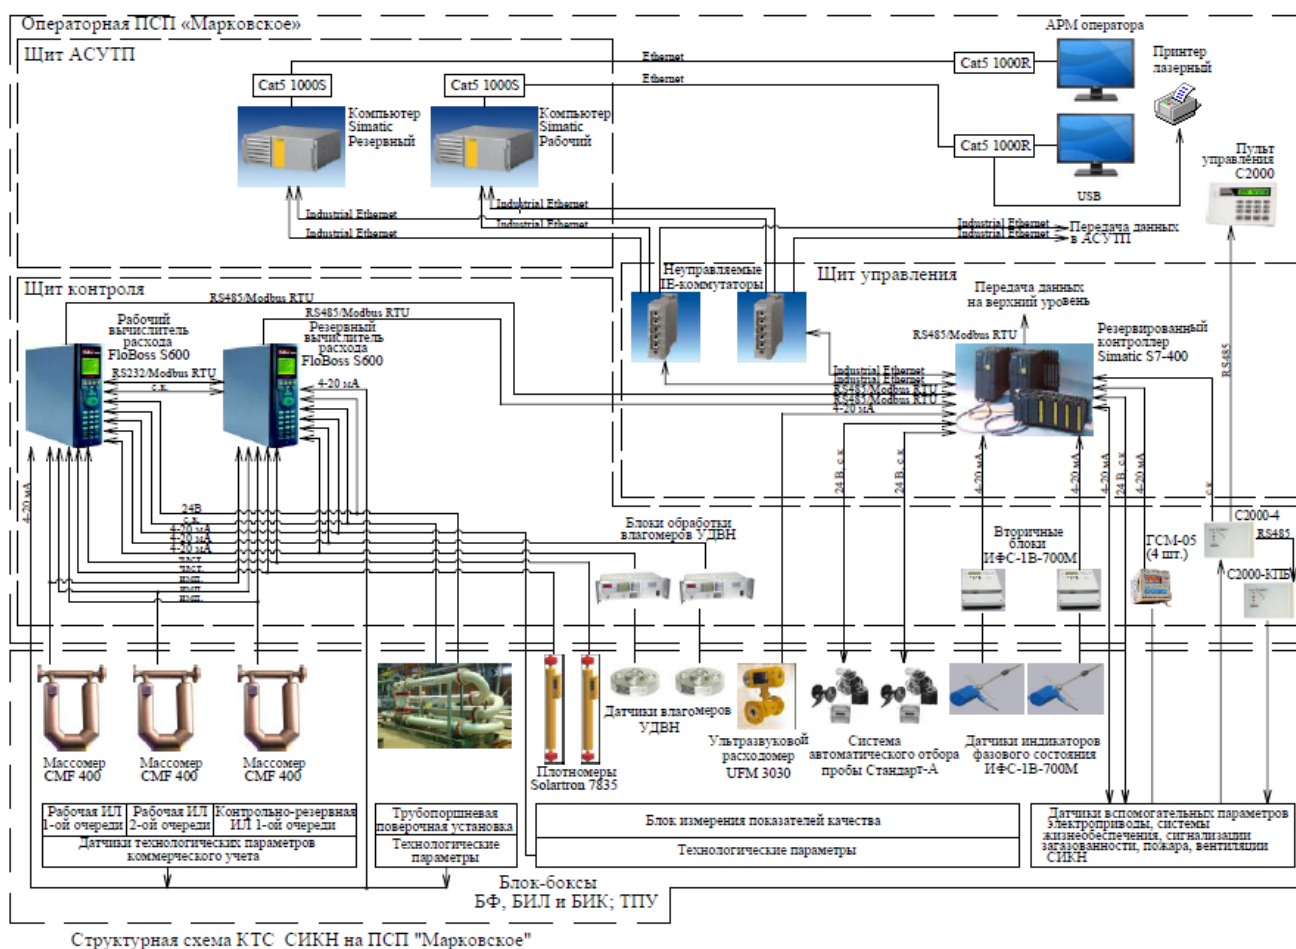 Операторная ПСП «Марковское»
Щит АСУТП
Ethernet
Ethernet
Cat5 1000S
Cat5 1000S
Компьютер
Simatic
Резервный
Компьютер
Simatic
Рабочий
АРМ оператора
Cat5 1000R
Cat5 1000R
Принтер
лазерный
USB
Пульт
управления
С2000
Industrial Ethernet
Industrial Ethernet
Industrial Ethernet
Industrial Ethernet
Industrial Ethernet
Industrial Ethernet
Передача данных
в АСУТП
Щит контроля
RS485/Modbus RTU
RS485/Modbus RTU
Рабочий
вычислитель
расхода
FloBoss S600
Резервный
вычислитель
расхода
FloBoss S600
RS232/Modbus RTU
с.к.
4-20 мА
Неуправляемые
IE-коммутаторы
Щит управления
Передача данных
на верхний уровень
RS485/Modbus RTU
Резервированный
контроллер
Simatic S7-400
RS485
Industrial Ethernet
Industrial Ethernet
RS485/Modbus RTU
RS485/Modbus RTU
4-20 мА
24 В, с.к
24 В, с.к
4-20 мА
4-20 мА
4-20 мА
24 В, с.к
4-20 мА
с.к
4-20 мА
24В
с.к.
4-20 мА
4-20 мА
4-20 мА
част.
част.
имп.
имп.
имп.
Блоки обработки
влагомеров УДВН
Вторичные
блоки
ИФС-1В-700М
ГСМ-05
(4 шт.)
С2000-4
RS485
С2000-КПБ
Массомер
CMF 400
Массомер
CMF 400
Массомер
CMF 400
Плотномеры
Solartron 7835
Датчики влагомеров
УДВН
Ультразвуковой
расходомер
UFM 3030
Система
автоматического отбора
пробы Стандарт-А
Датчики индикаторов
фазового состояния
ИФС-1В-700М
Рабочая ИЛ
1-ой очереди
Рабочая ИЛ
2-ой очереди
Контрольно-резервная
ИЛ 1-ой очереди
Датчики технологических параметров
коммерческого учета
Трубопоршневая
поверочная установка
Технологические
параметры
Блок измерения показателей качества
Технологические параметры
Датчики вспомогательных параметров
электроприводы, системы
жизнеобеспечения, сигнализации
загазованности, пожара, вентиляции
СИКН
Блок-боксы
БФ, БИЛ и БИК; ТПУ
Структурная схема КТС СИКН на ПСП "Марковское"